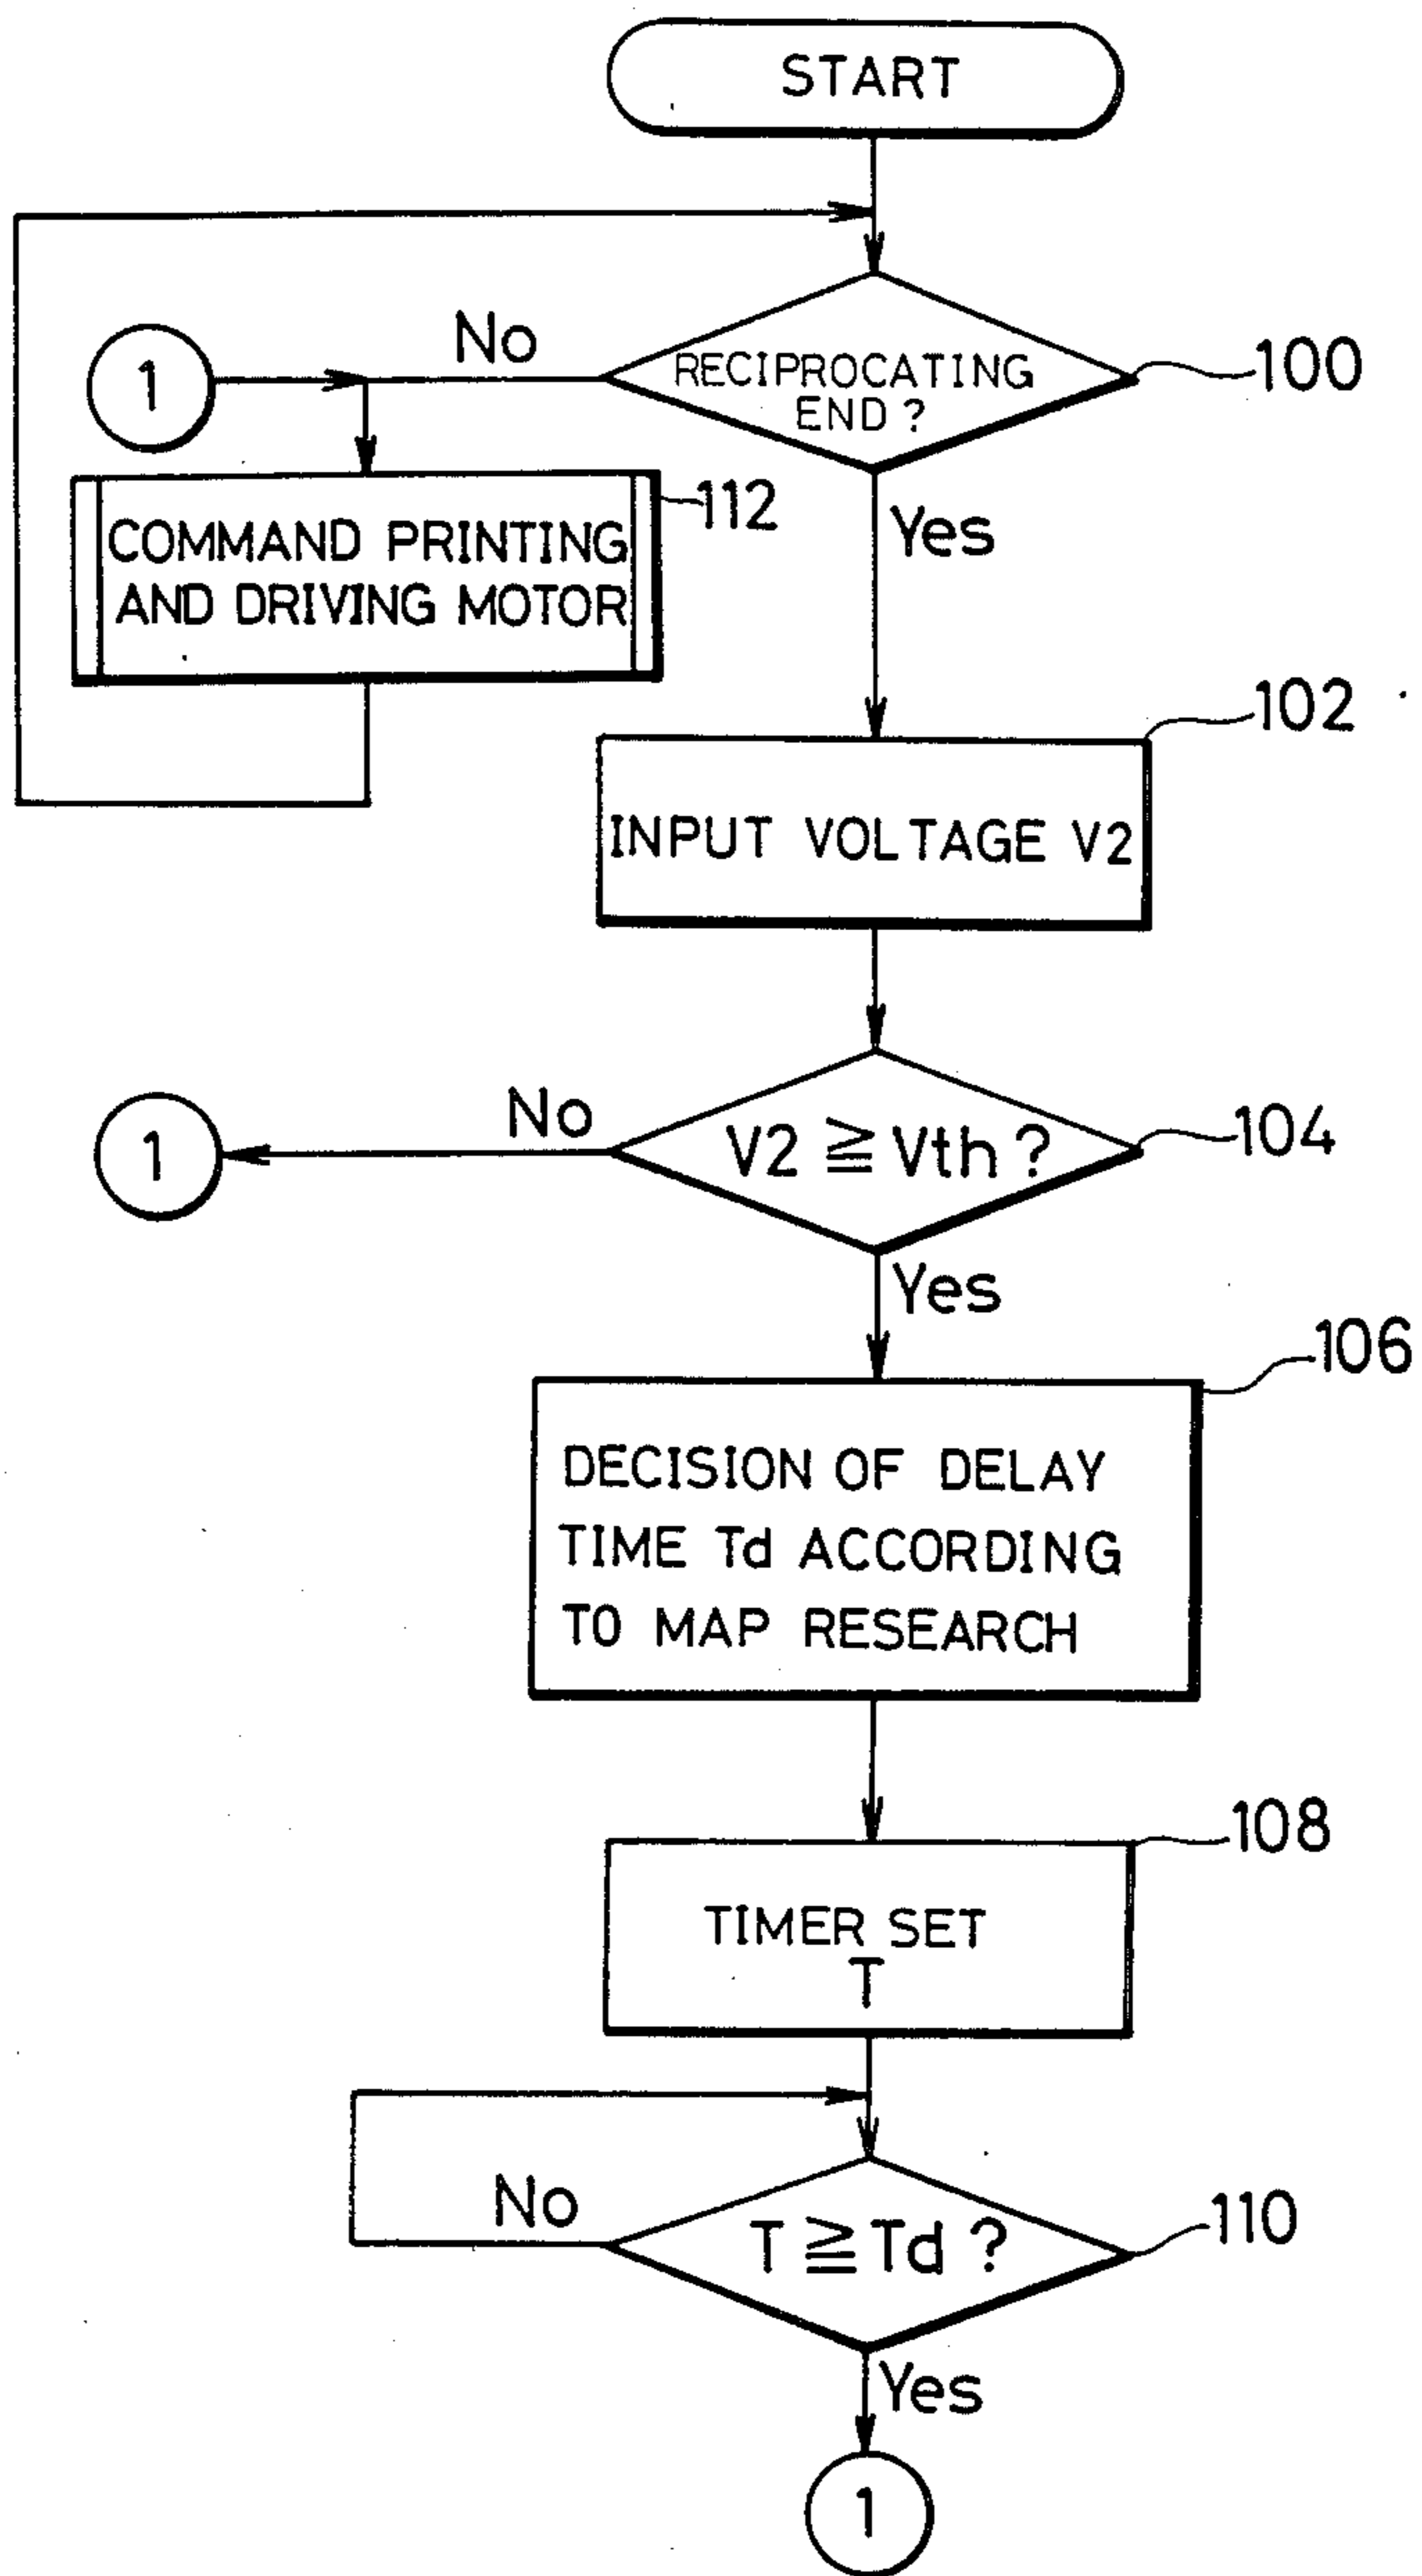 START
No
1
RECIPROCATING
END ?
100
112
COMMAND PRINTING
AND DRIVING MOTOR
Yes
102
INPUT VOLTAGE V2
No
1
V2 ≧ Vth ?
104
Yes
106
DECISION OF DELAY
TIME Td ACCORDING
TO MAP RESEARCH
108
TIMER SET
T
No
T ≧ Td ?
110
Yes
1